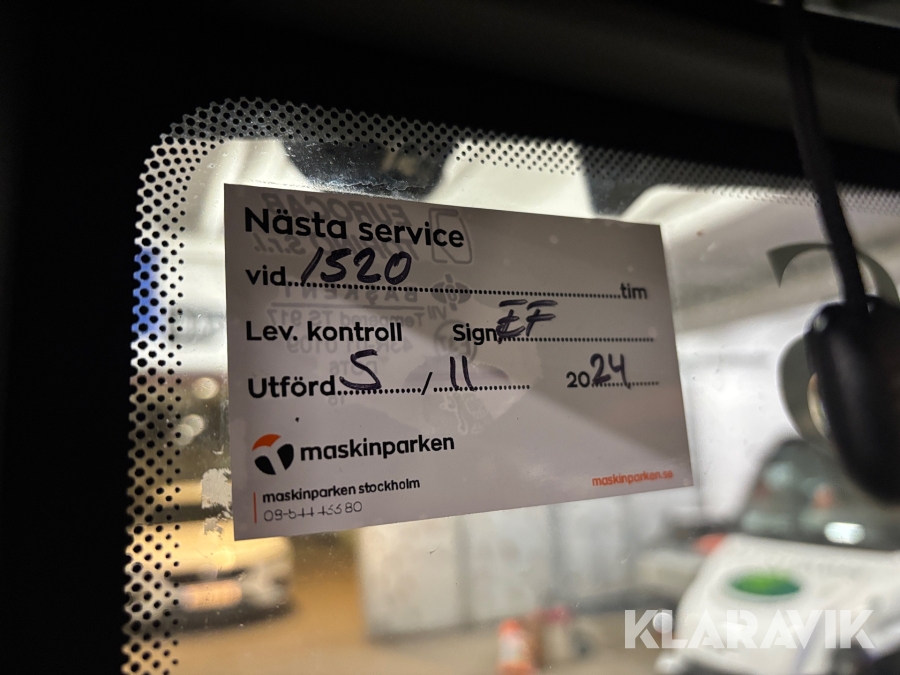 Nästa service
vid 1520 tim
Lev. kontroll Sign EF
Utförd 5 / 11 2024
maskinparken
maskinparken stockholm
maskinparken.se
KLARAVIK